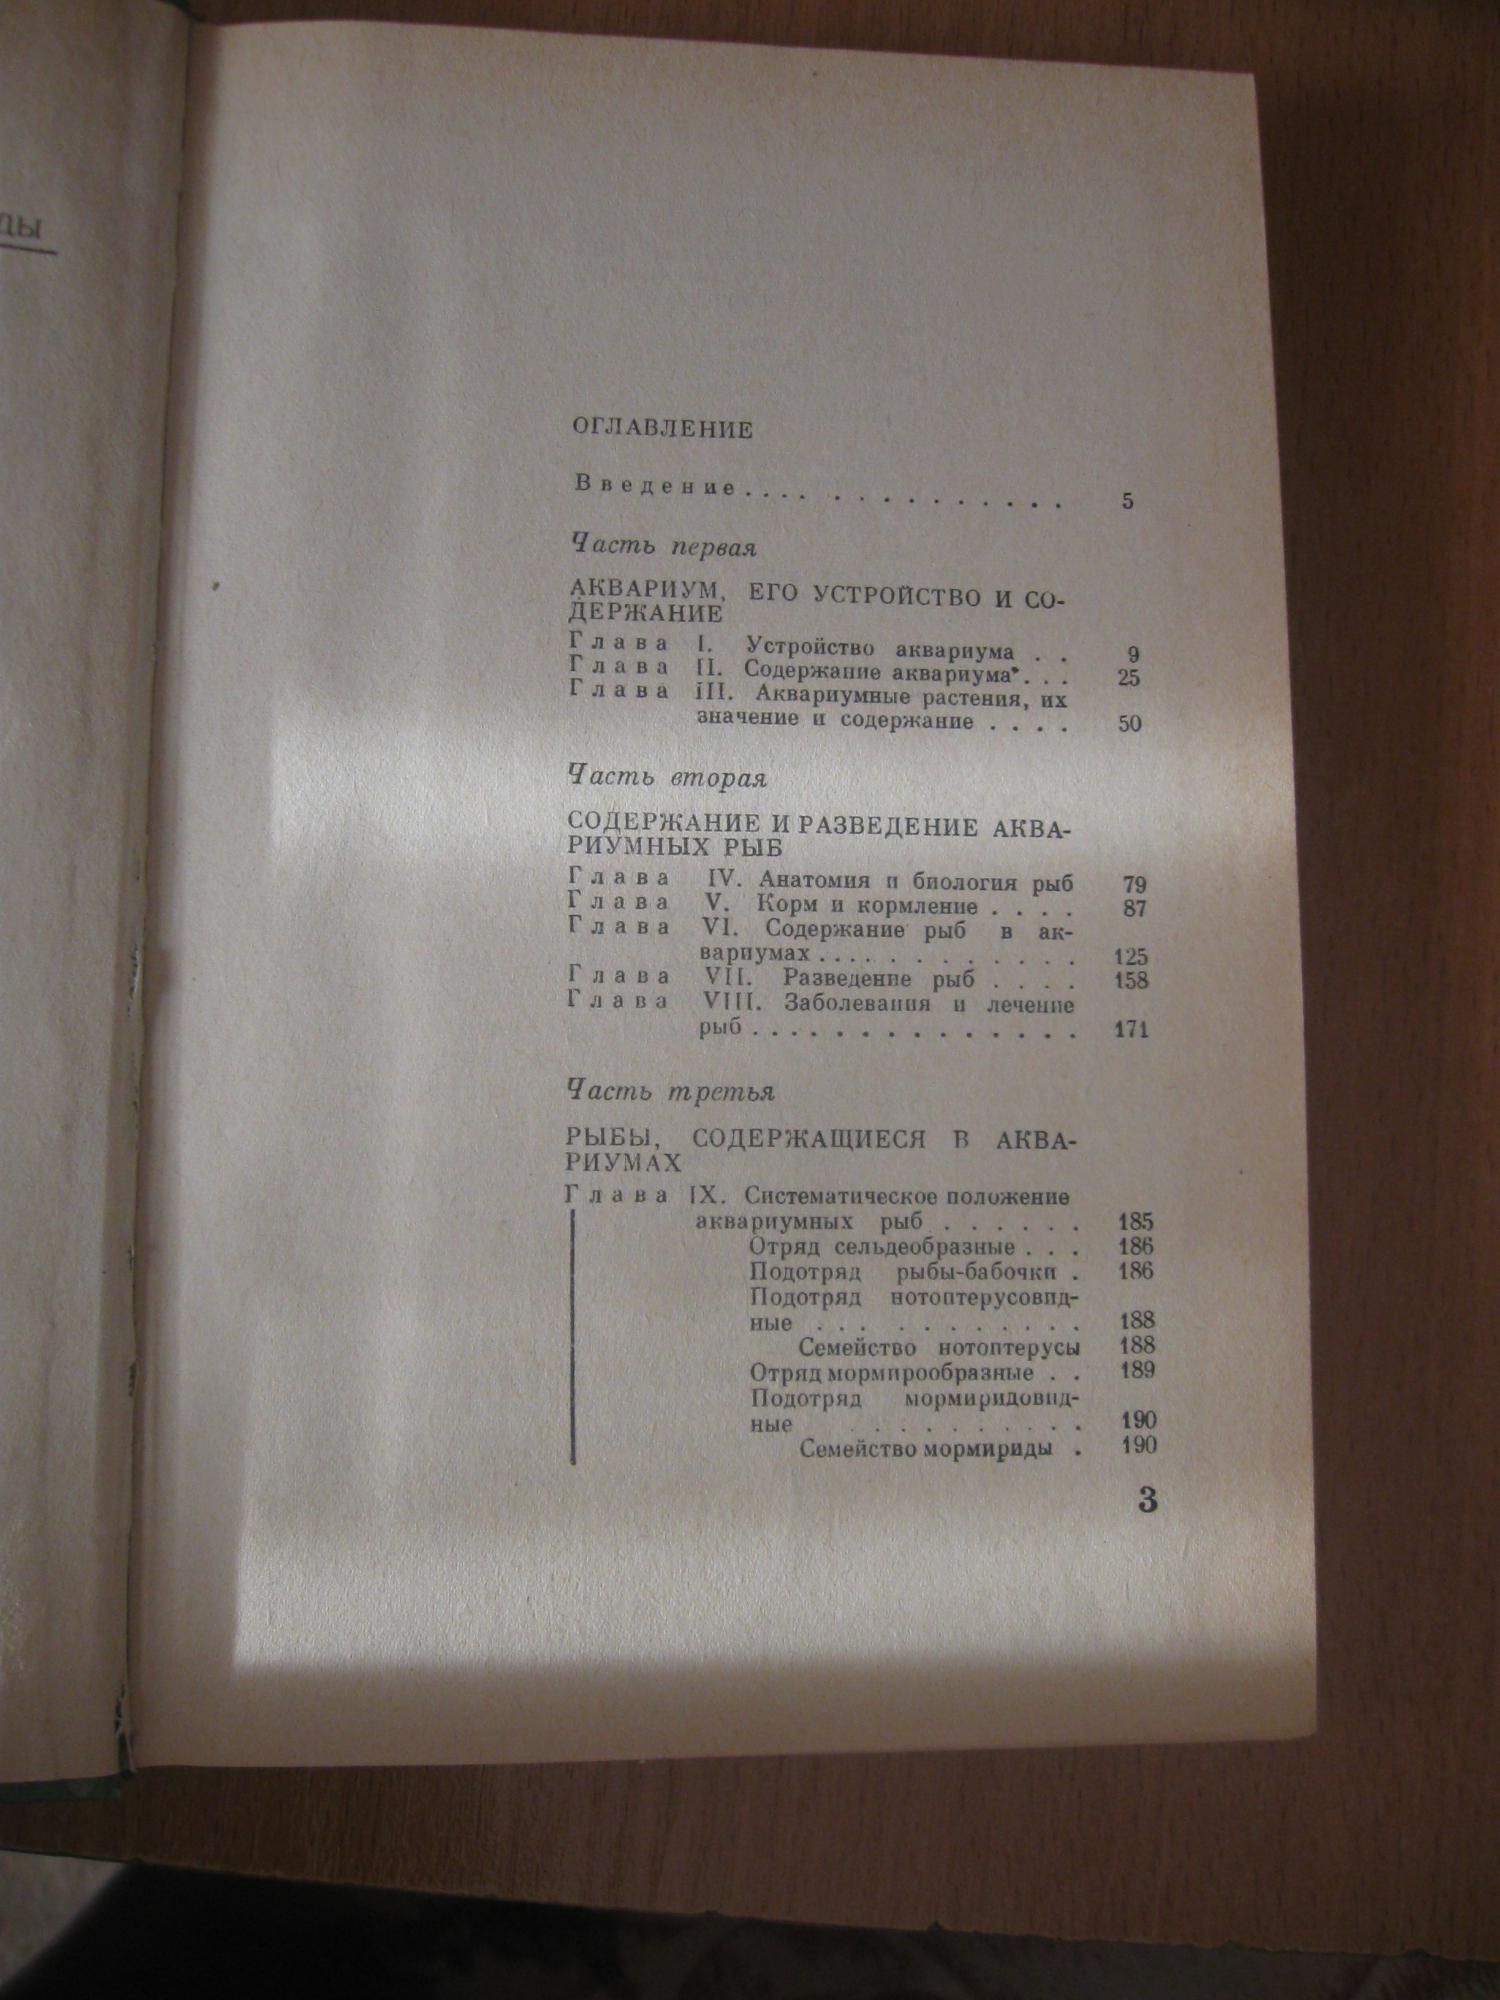 ды
ОГЛАВЛЕНИЕ
Введение.... . . . . . . . . . . 5
Часть первая
АКВАРИУМ, ЕГО УСТРОЙСТВО И СО-
ДЕРЖАНИЕ
Глава I. Устройство аквариума . . 9
Глава II. Содержание аквариума . . . 25
Глава III. Аквариумные растения, их
значение и содержание . . . . 50
Часть вторая
СОДЕРЖАНИЕ И РАЗВЕДЕНИЕ АКВА-
РИУМНЫХ РЫБ
Глава IV. Анатомия и биология рыб 79
Глава V. Корм и кормление . . . . 87
Глава VI. Содержание рыб в ак-
вариумах . . . . . . . . . . . . 125
Глава VII. Разведение рыб . . . . 158
Глава VIII. Заболевания и лечение
рыб . . . . . . . . . . . . . . 171
Часть третья
РЫБЫ, СОДЕРЖАЩИЕСЯ В АКВА-
РИУМАХ
Глава IX. Систематическое положение
аквариумных рыб . . . . . . 185
Отряд сельдеобразные . . . 186
Подотряд рыбы-бабочки . 186
Подотряд нотоптерусовид-
ные . . . . . . . . . . . 188
Семейство нотоптерусы 188
Отряд мормирообразные . . 189
Подотряд мормиридовид-
ные . . . . . . . . . 190
Семейство мормириды . 190
3